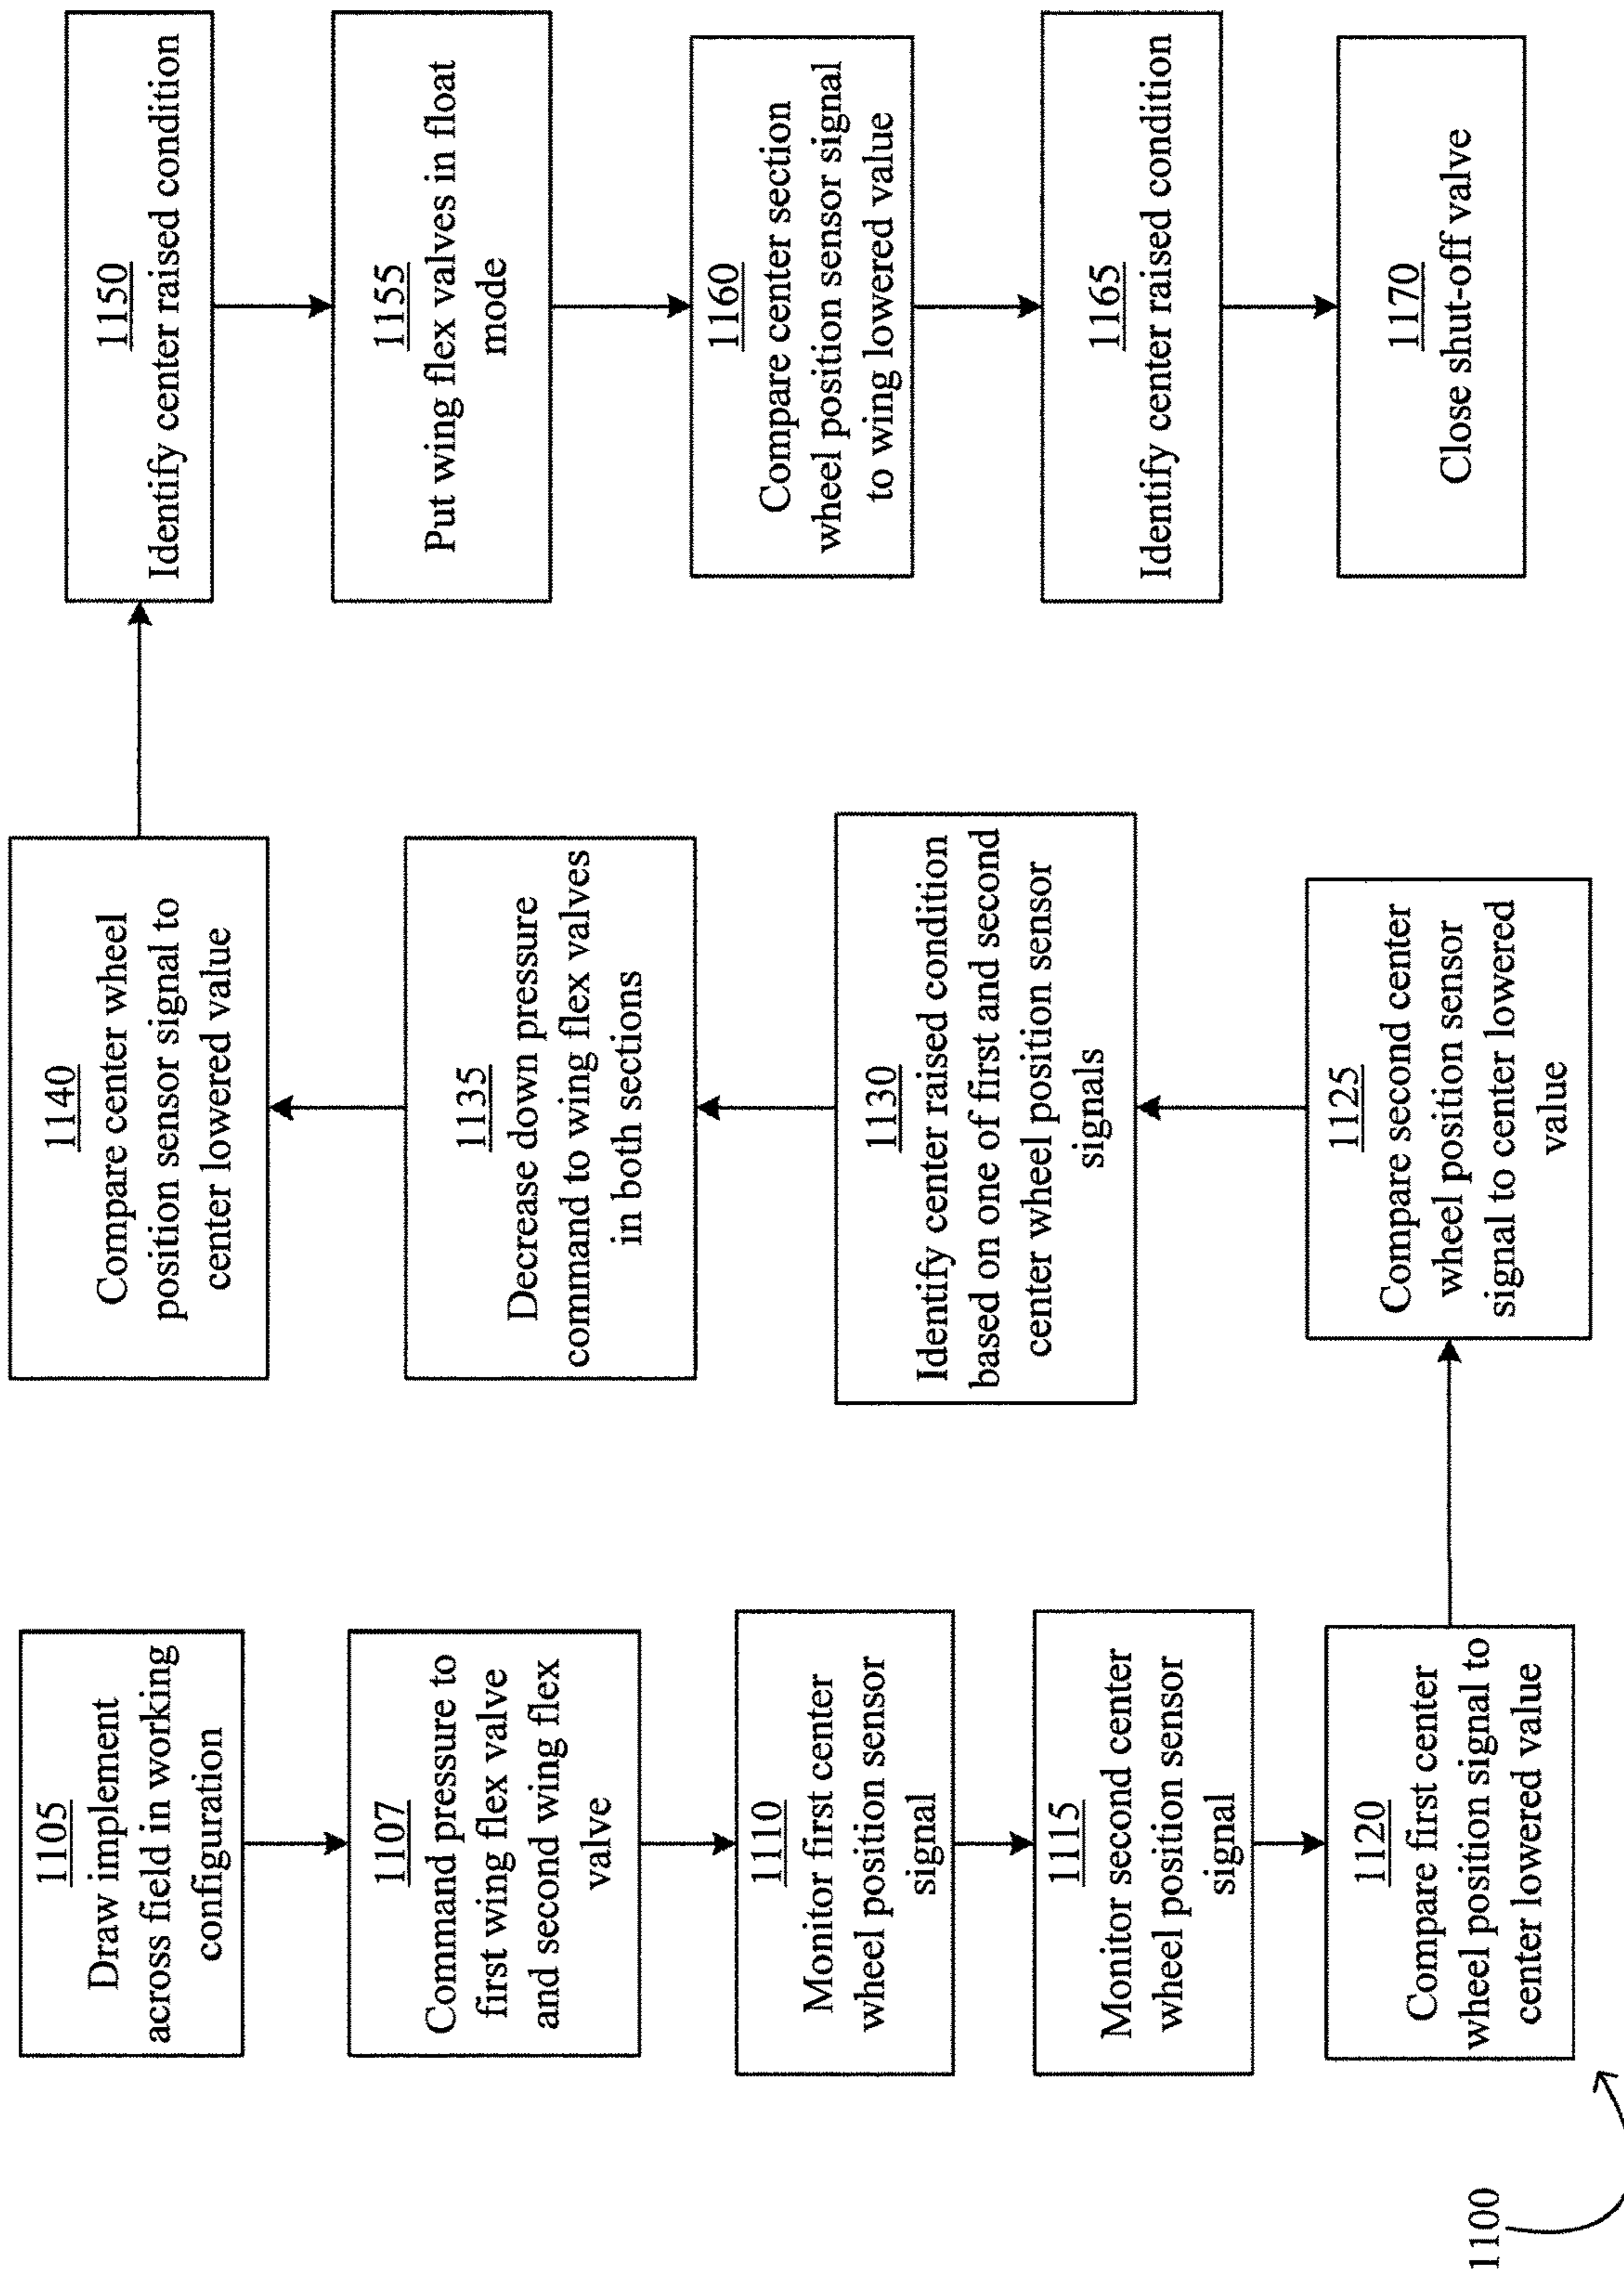 1105
Draw implement
across field in working
configuration
1107
Command pressure to
first wing flex valve
and second wing flex
valve
1110
Monitor first center
wheel position sensor
signal
1115
Monitor second center
wheel position sensor
signal
1120
Compare first center
wheel position signal to
center lowered value
1125
Compare second center
wheel position sensor
signal to center lowered
value
1130
Identify center raised condition
based on one of first and second
center wheel position sensor
signals
1135
Decrease down pressure
command to wing flex valves
in both sections
1140
Compare center wheel
position sensor signal to
center lowered value
1150
Identify center raised condition
1155
Put wing flex valves in float
mode
1160
Compare center section
wheel position sensor signal
to wing lowered value
1165
Identify center raised condition
1170
Close shut-off valve
1100